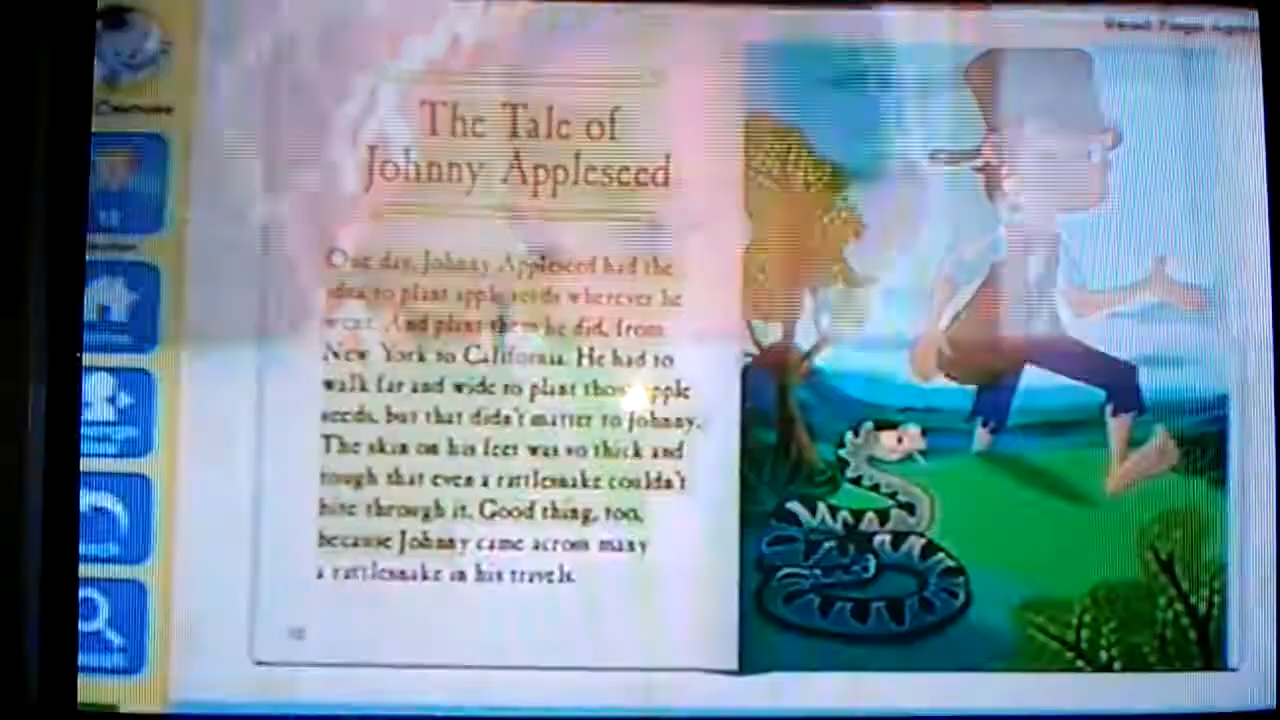 The Tale of
Johnny Appleseed
One day, Johnny Appleseed had the
idea to plant apple seeds wherever he
went. And plant them he did, from
New York to California. He had to
walk far and wide to plant those apple
seeds, but that didn't matter to Johnny.
The skin on his feet was so thick and
tough that even a rattlesnake couldn't
bite through it. Good thing, too,
because Johnny came across many
a rattlesnake in his travels.